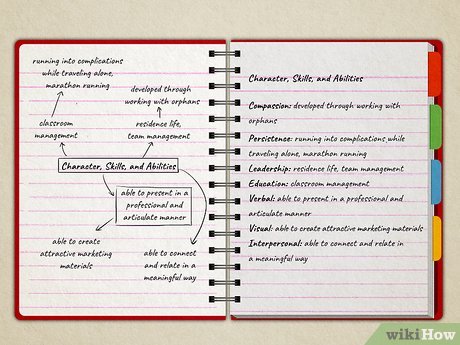 running into complications
while traveling alone,
marathon running
developed through
working with orphans
classroom
management
residence life,
team management
Character, Skills, and Abilities
able to present in a
professional and
articulate manner
able to create
attractive marketing
materials
able to connect
and relate in a
meaningful way
Character, Skills, and Abilities
Compassion: developed through working with
orphans
Persistence: running into complications while
traveling alone, marathon running
Leadership: residence life, team management
Education: classroom management
Verbal: able to present in a professional and
articulate manner
Visual: able to create attractive marketing materials
Interpersonal: able to connect and relate in
a meaningful way
wikiHow